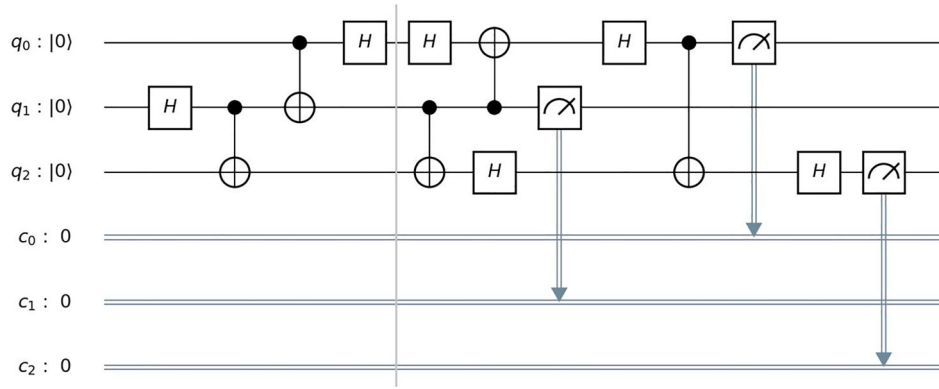 q₀ : |0⟩ H H H
q₁ : |0⟩ H
q₂ : |0⟩ H H
c₀ : 0
c₁ : 0
c₂ : 0